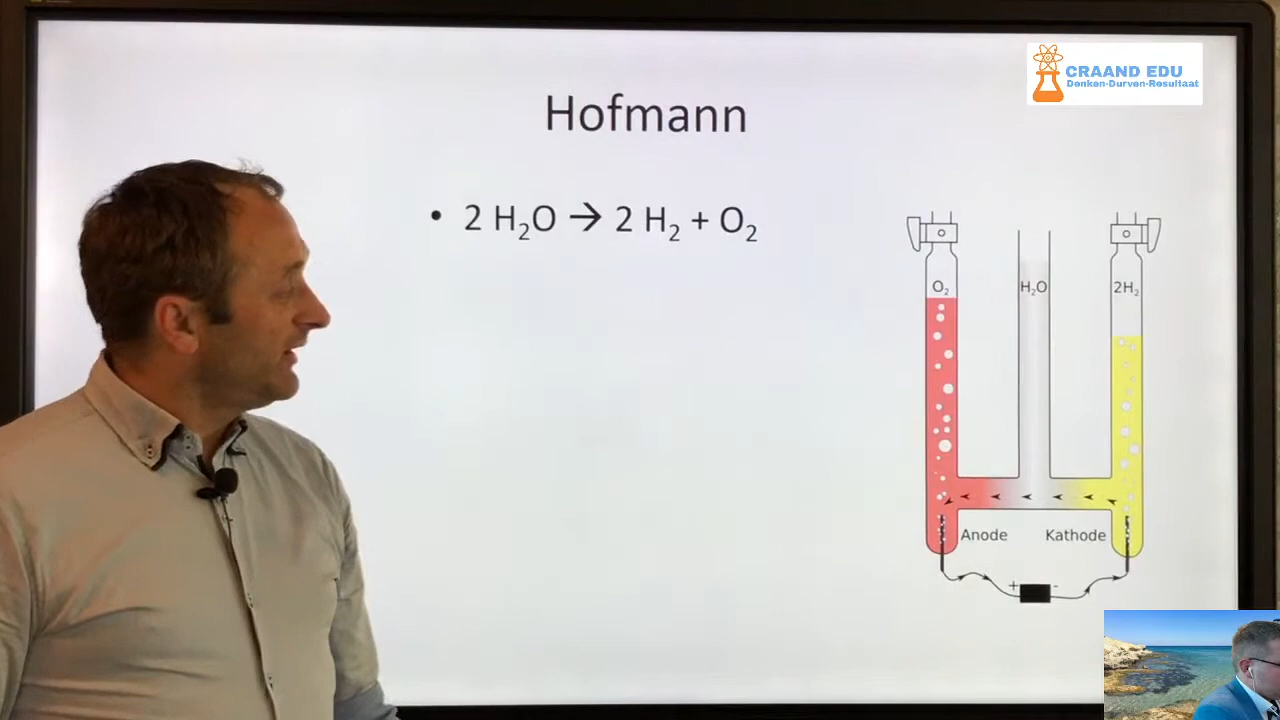 CRAAND EDU
Denken-Durven-Resultaat
Hofmann
• 2 H₂O → 2 H₂ + O₂
O₂
H₂O
2H₂
Anode
Kathode
+
-